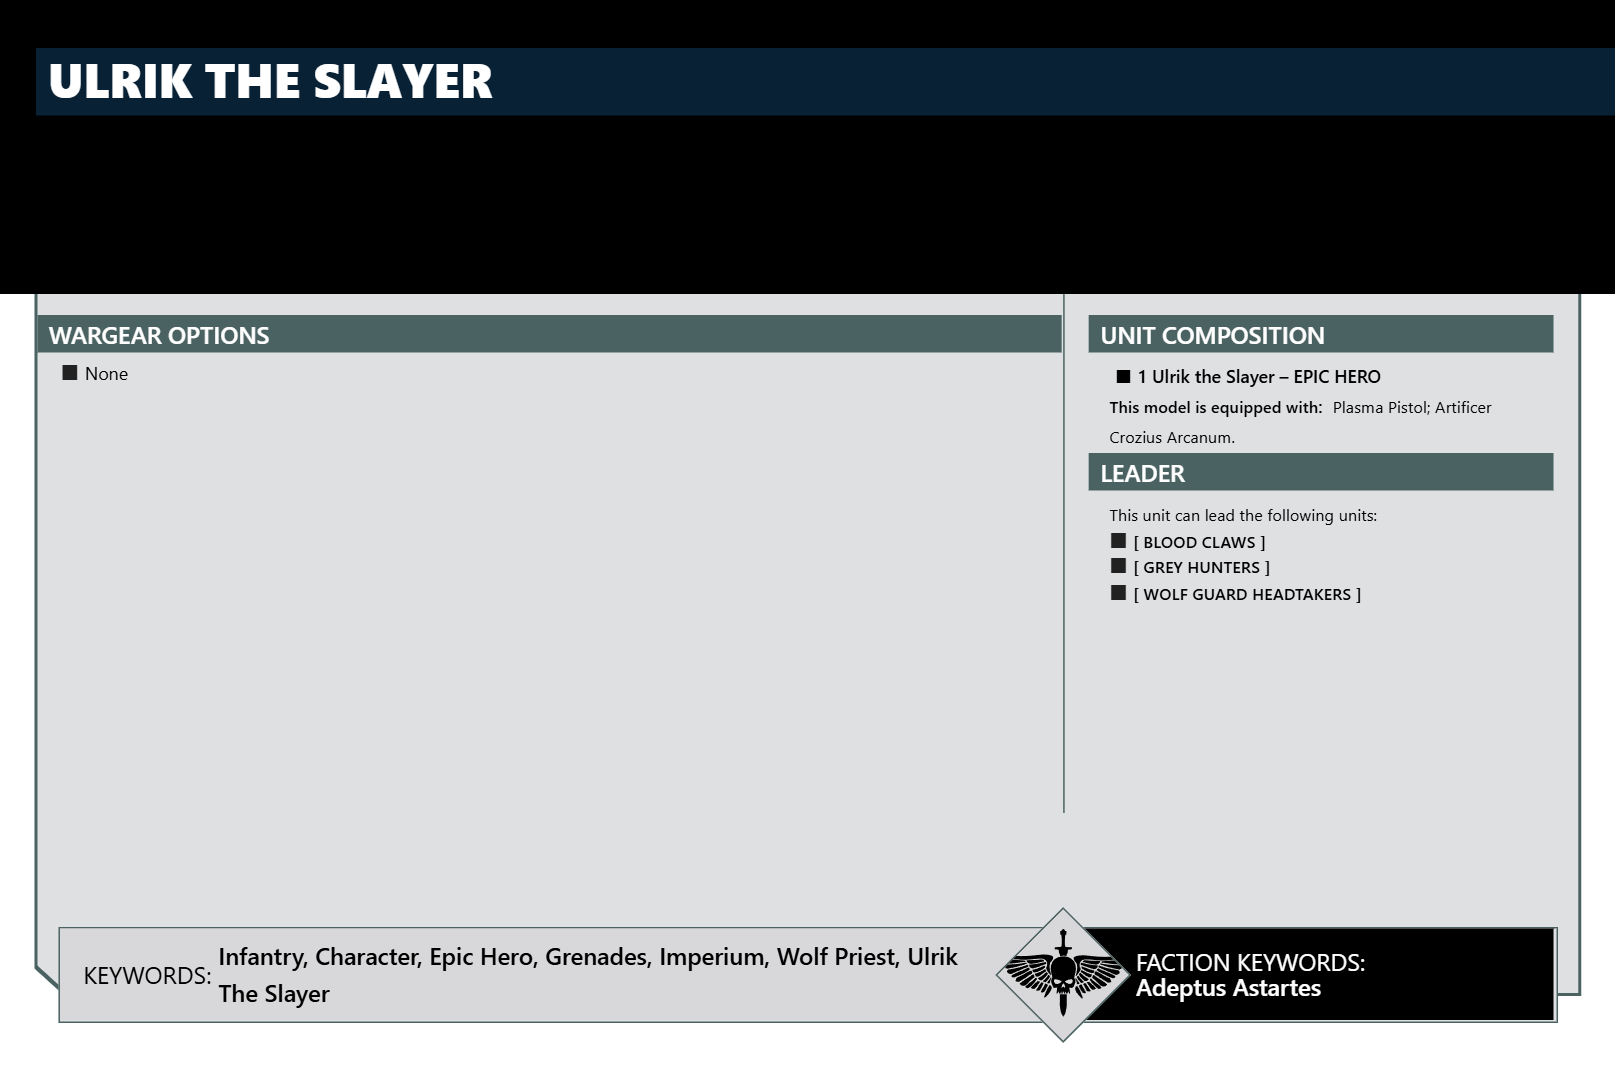 ULRIK THE SLAYER
WARGEAR OPTIONS
None
UNIT COMPOSITION
1 Ulrik the Slayer – EPIC HERO
This model is equipped with: Plasma Pistol; Artificer
Crozius Arcanum.
LEADER
This unit can lead the following units:
[ BLOOD CLAWS ]
[ GREY HUNTERS ]
[ WOLF GUARD HEADTAKERS ]
KEYWORDS: Infantry, Character, Epic Hero, Grenades, Imperium, Wolf Priest, Ulrik
The Slayer
FACTION KEYWORDS:
Adeptus Astartes